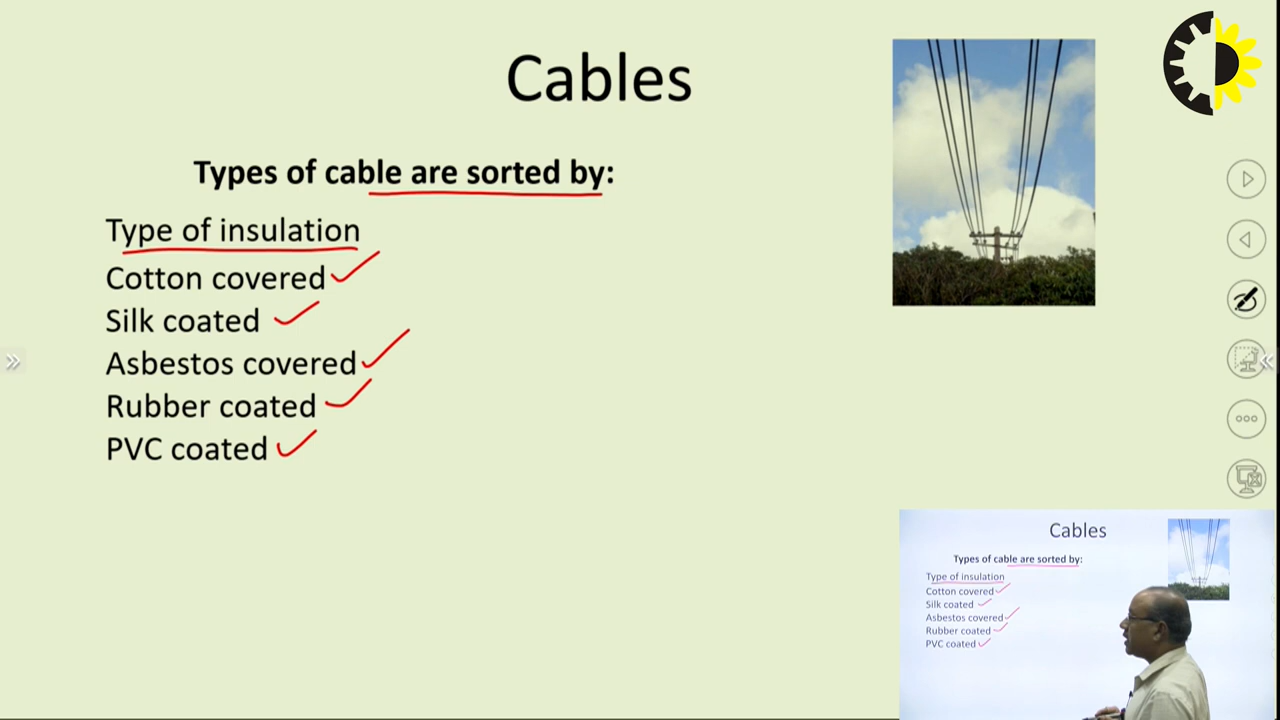 Cables
Types of cable are sorted by:
Type of insulation
Cotton covered
Silk coated
Asbestos covered
Rubber coated
PVC coated
Cables
Types of cable are sorted by:
Type of insulation
Cotton covered
Silk coated
Asbestos covered
Rubber coated
PVC coated